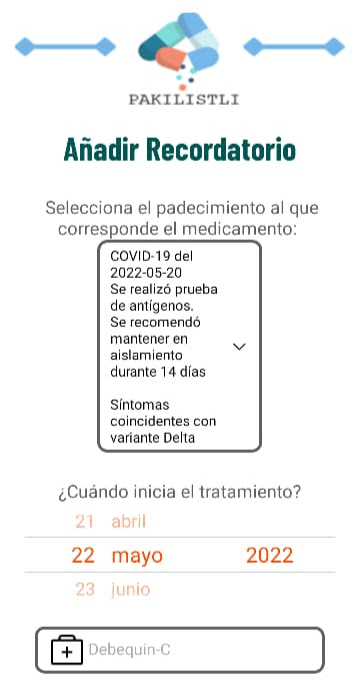 PAKILISTLI
Añadir Recordatorio
Selecciona el padecimiento al que
corresponde el medicamento:
COVID-19 del
2022-05-20
Se realizó prueba
de antígenos.
Se recomendó
mantener en
aislamiento
durante 14 días
Síntomas
coincidentes con
variante Delta
¿Cuándo inicia el tratamiento?
21 abril
22 mayo 2022
23 junio
Debequin-C